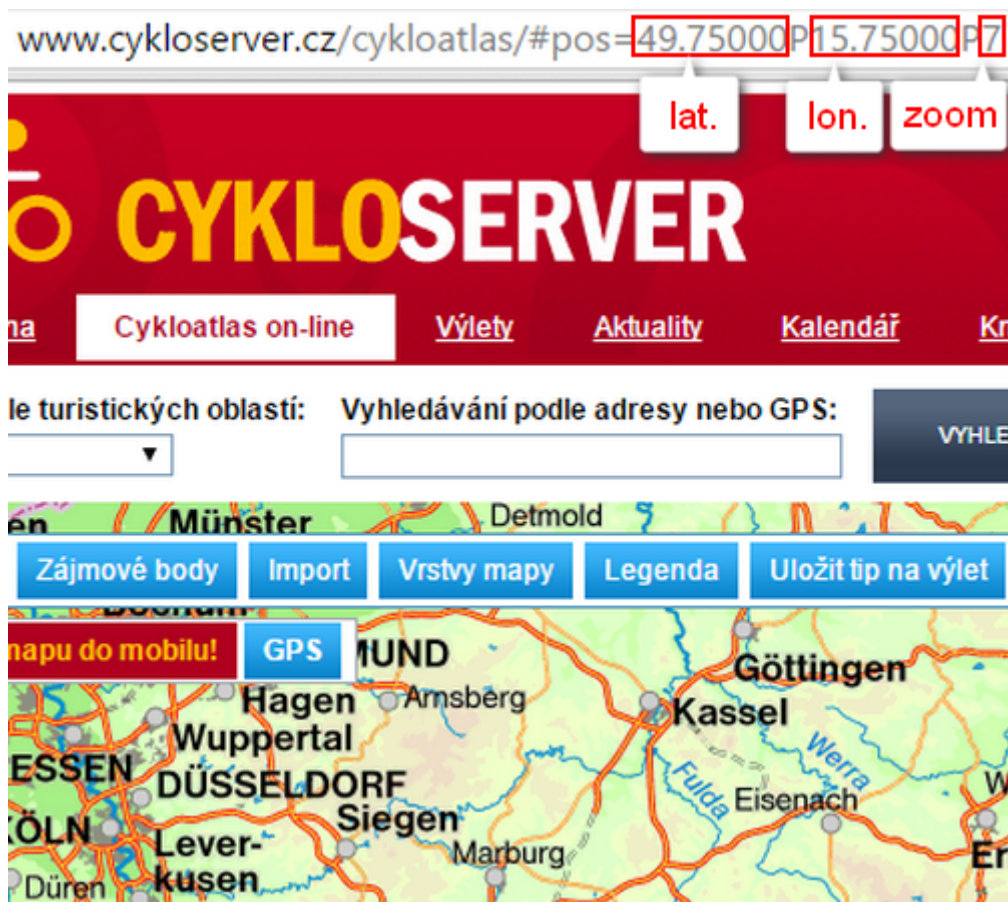 www.cykloserver.cz/cykloatlas/#pos=49.75000P15.75000P7
lat. lon. zoom
CYKLOSERVER
Cykloatlas on-line Výlety Aktuality Kalendář
le turistických oblastí: Vyhledávání podle adresy nebo GPS:
VYHLE
Münster Detmold
Zájmové body Import Vrstvy mapy Legenda Uložit tip na výlet
mapu do mobilu! GPS MUND
Göttingen
Hagen Arnsberg
Kassel
Wuppertal
Werra
ESSEN
DÜSSELDORF
Fulda
Eisenach
Siegen
KÖLN
Lever-
Marburg
Düren kusen